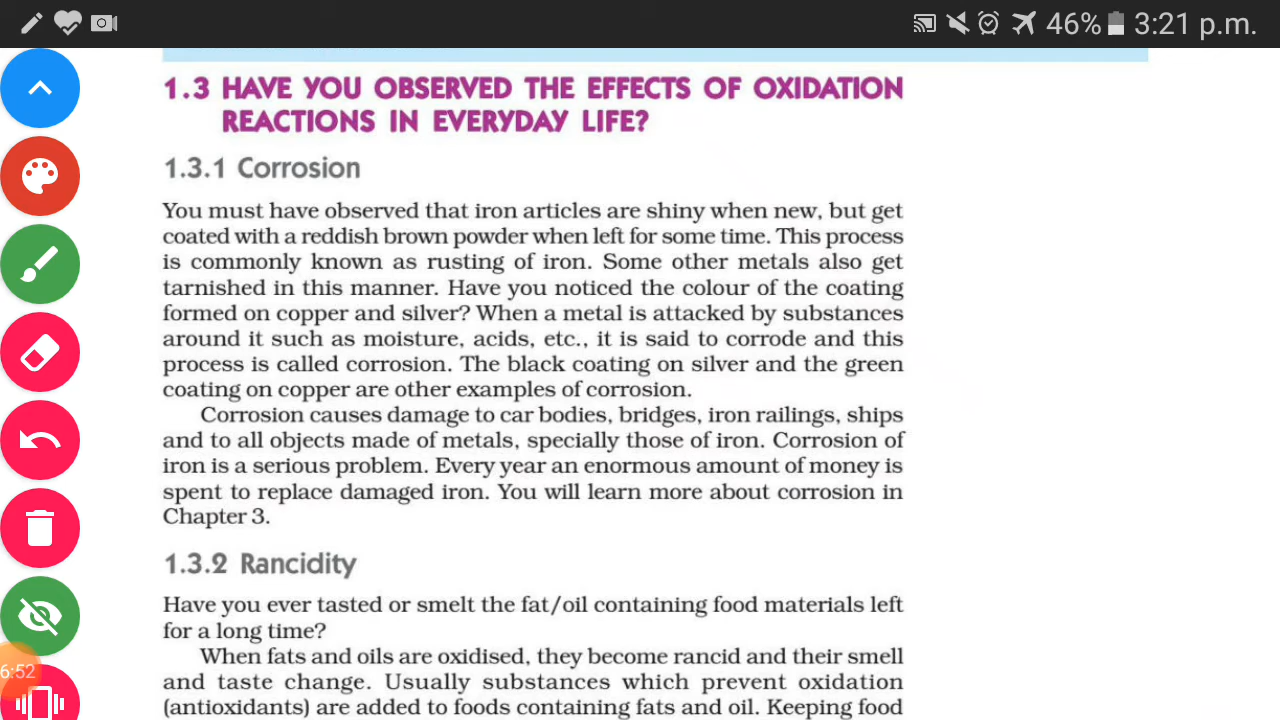 46% 3:21 p.m.
1.3 HAVE YOU OBSERVED THE EFFECTS OF OXIDATION
REACTIONS IN EVERYDAY LIFE?
1.3.1 Corrosion
You must have observed that iron articles are shiny when new, but get
coated with a reddish brown powder when left for some time. This process
is commonly known as rusting of iron. Some other metals also get
tarnished in this manner. Have you noticed the colour of the coating
formed on copper and silver? When a metal is attacked by substances
around it such as moisture, acids, etc., it is said to corrode and this
process is called corrosion. The black coating on silver and the green
coating on copper are other examples of corrosion.
Corrosion causes damage to car bodies, bridges, iron railings, ships
and to all objects made of metals, specially those of iron. Corrosion of
iron is a serious problem. Every year an enormous amount of money is
spent to replace damaged iron. You will learn more about corrosion in
Chapter 3.
1.3.2 Rancidity
Have you ever tasted or smelt the fat/oil containing food materials left
for a long time?
When fats and oils are oxidised, they become rancid and their smell
and taste change. Usually substances which prevent oxidation
(antioxidants) are added to foods containing fats and oil. Keeping food
6:52